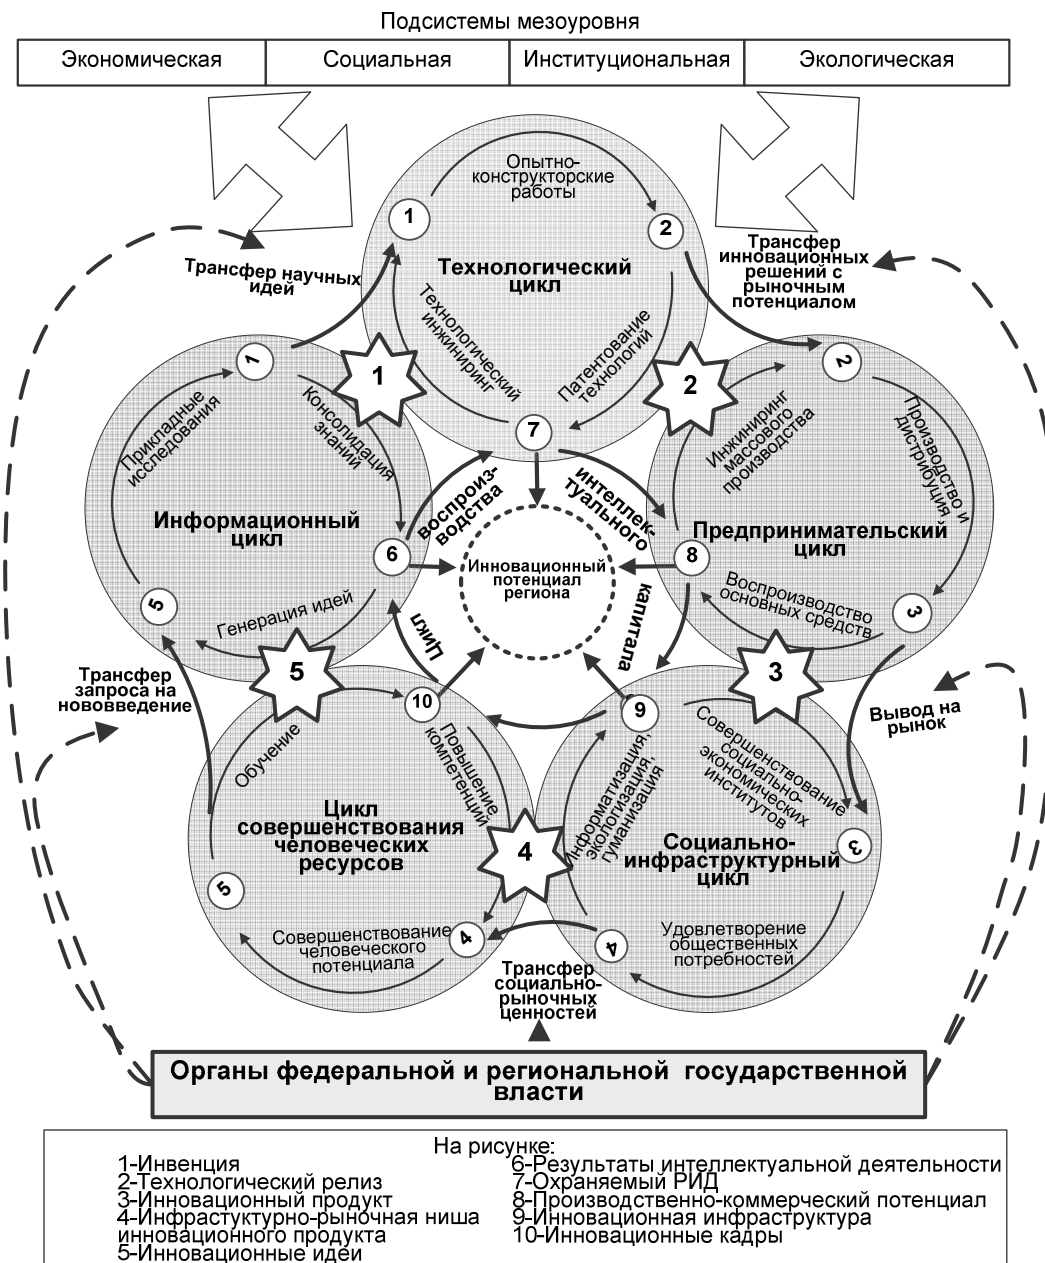 Подсистемы мезоуровня
Экономическая
Социальная
Институциональная
Экологическая
Опытно-
конструкторские
работы
1
2
Технологический
цикл
Технологический
инжиниринг
Патентование
технологий
7
Трансфер научных
идей
Трансфер
инновационных
решений с
рыночным
потенциалом
1
2
1
Прикладные
исследования
Консолидация
знаний
Информационный
цикл
6
5
Генерация идей
2
Инжиниринг
массового
производства
Производство и
дистрибуция
Предпринимательский
цикл
8
Воспроизводство
основных средств
3
воспроиз-
водства
интеллек-
туального
капитала
Цикл
Инновационный
потенциал
региона
5
3
Трансфер
запроса на
нововведение
Вывод на
рынок
10
Обучение
Повышение
компетенций
Цикл
совершенствования
человеческих
ресурсов
5
Совершенствование
человеческого
потенциала
4
4
9
Совершенствование
социально-
экономических
институтов
Информатизация,
экологизация,
гуманизация
Социально-
инфраструктурный
цикл
3
Удовлетворение
общественных
потребностей
4
Трансфер
социально-
рыночных
ценностей
Органы федеральной и региональной государственной
власти
На рисунке:
1-Инвенция
2-Технологический релиз
3-Инновационный продукт
4-Инфрастуктурно-рыночная ниша
инновационного продукта
5-Инновационные идеи
6-Результаты интеллектуальной деятельности
7-Охраняемый РИД
8-Производственно-коммерческий потенциал
9-Инновационная инфраструктура
10-Инновационные кадры